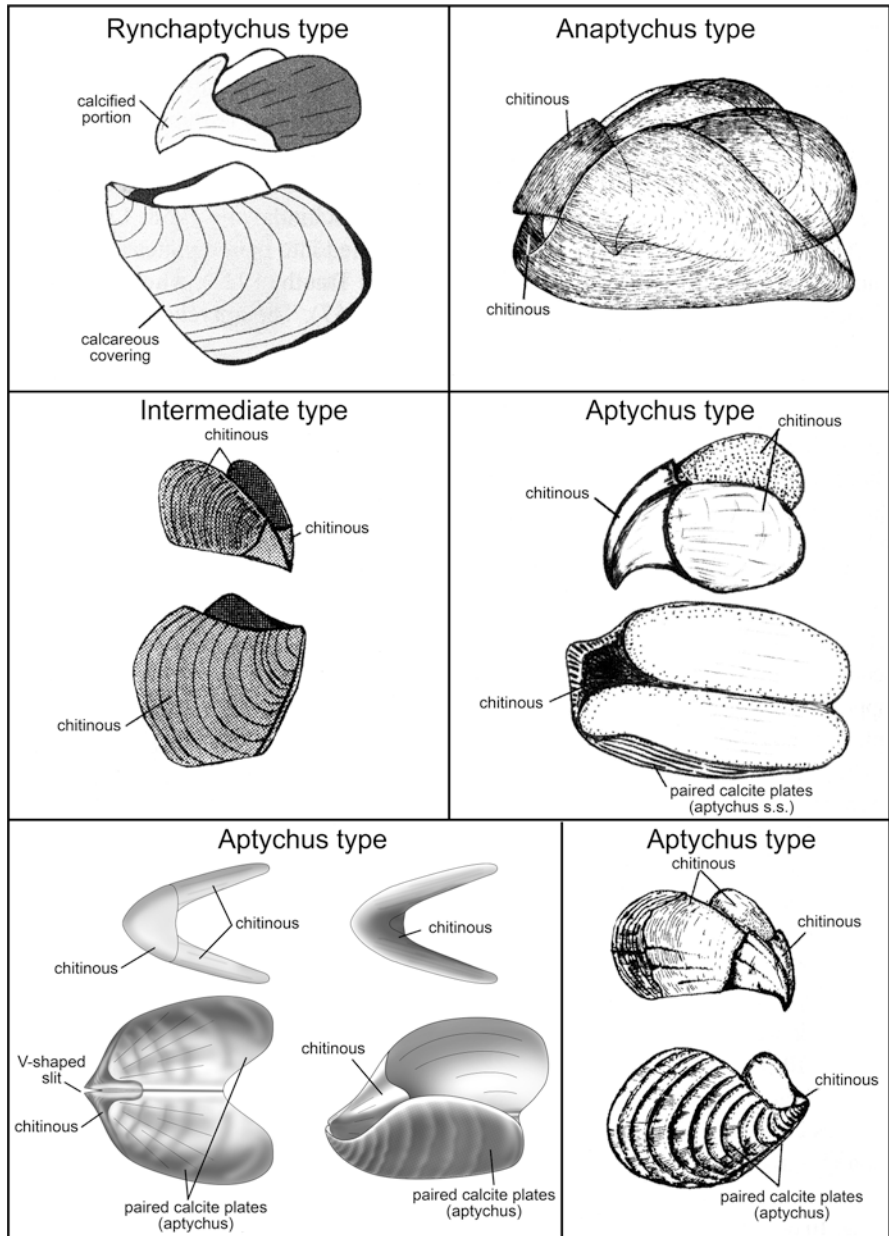 Rynchaptychus type
calcified
portion
calcareous
covering
Anaptychus type
chitinous
chitinous
Intermediate type
chitinous
chitinous
chitinous
Aptychus type
chitinous
chitinous
chitinous
paired calcite plates
(aptychus s.s.)
Aptychus type
chitinous
chitinous
chitinous
V-shaped
slit
chitinous
paired calcite plates
(aptychus)
chitinous
paired calcite plates
(aptychus)
Aptychus type
chitinous
chitinous
chitinous
paired calcite plates
(aptychus)